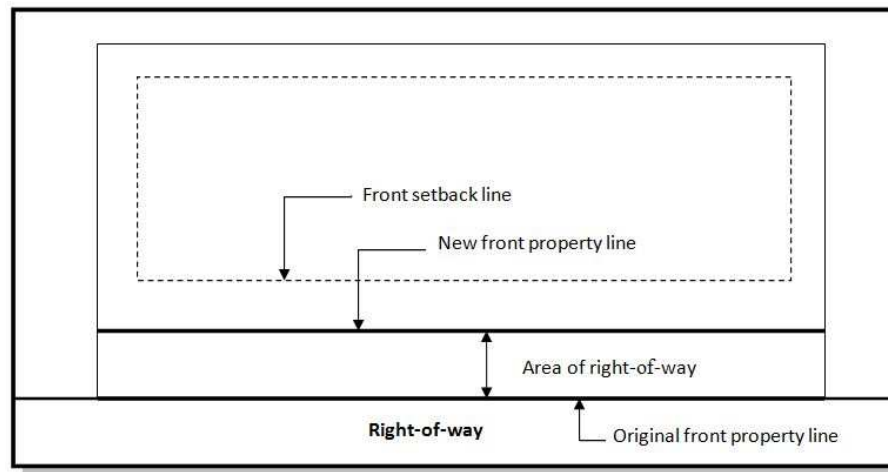 Front setback line
New front property line
Area of right-of-way
Right-of-way
Original front property line